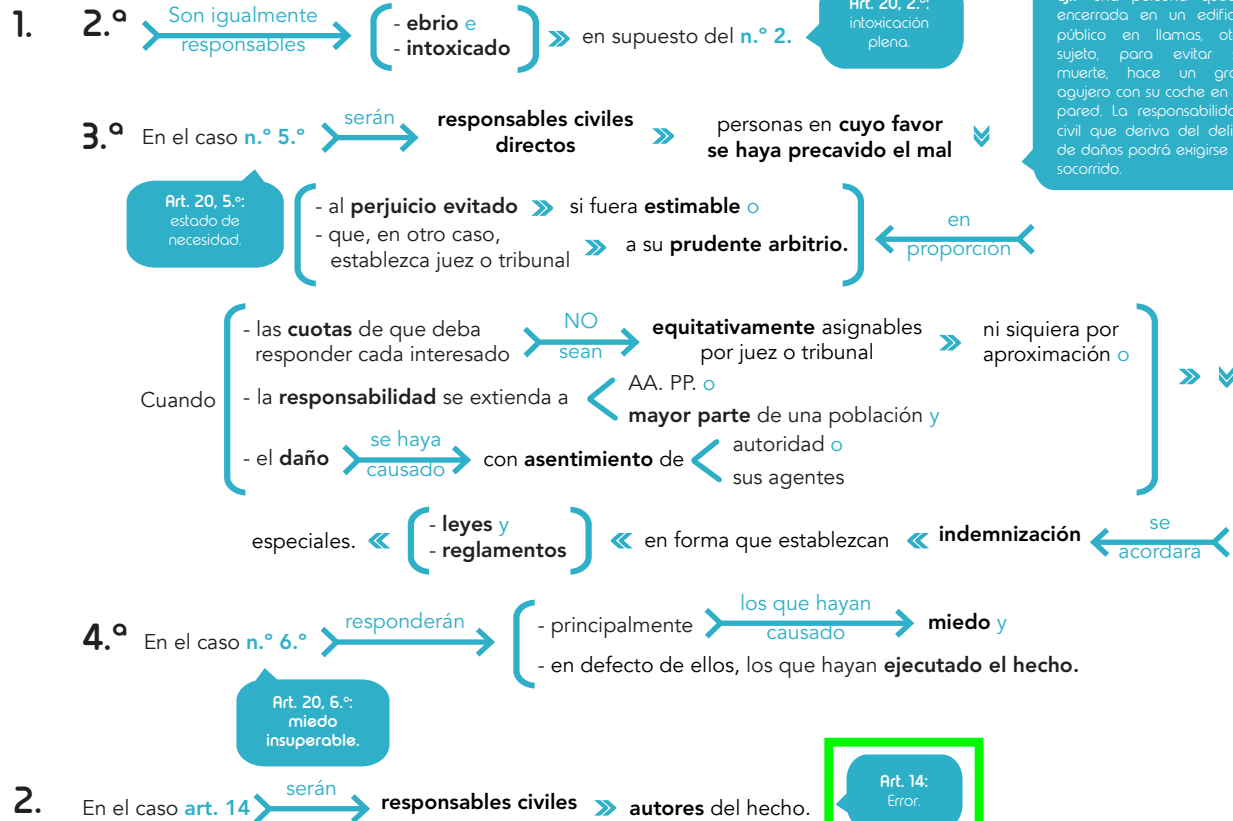 1. 2.ª Son igualmente responsables - ebrio e
- intoxicado » en supuesto del n.º 2.
Art. 20, 2.º:
intoxicación
plena.
encerrada en un
público en llamas,
sujeto, para evitar
muerte, hace un
agujero con su coche en
pared. La
civil que deriva del
de daños podrá exigirse
socorrido.
3.ª En el caso n.º 5.º serán responsables civiles
directos » personas en cuyo favor
se haya precavido el mal
Art. 20, 5.º:
estado de
necesidad.
- al perjuicio evitado » si fuera estimable o
- que, en otro caso,
establezca juez o tribunal » a su prudente arbitrio.
en
proporción
Cuando
- las cuotas de que deba
responder cada interesado NO
sean equitativamente asignables
por juez o tribunal » ni siquiera por
aproximación o »
- la responsabilidad se extienda a AA. PP. o
mayor parte de una población y
- el daño se haya
causado con asentimiento de autoridad o
sus agentes
especiales. « - leyes y
- reglamentos « en forma que establezcan « indemnización se
acordará
4.ª En el caso n.º 6.º responderán - principalmente los que hayan
causado miedo y
- en defecto de ellos, los que hayan ejecutado el hecho.
Art. 20, 6.º:
miedo
insuperable.
2. En el caso art. 14 serán responsables civiles » autores del hecho.
Art. 14:
Error.